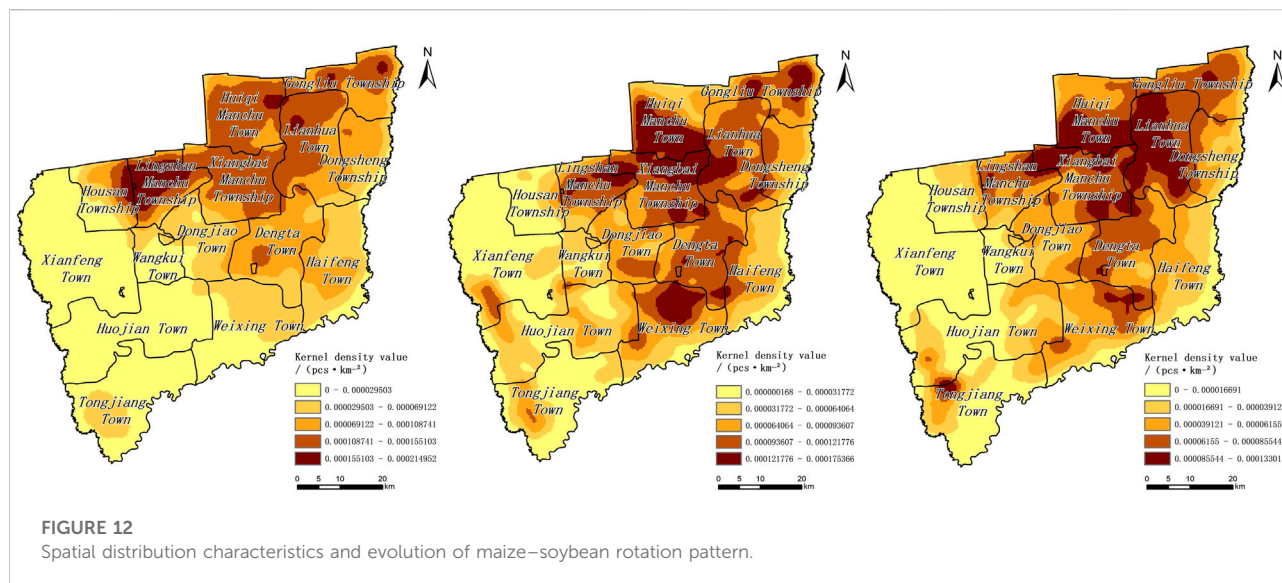 N
Gongliu Township
Huiqi
Manchu
Town
Lianhua
Town
Lingshan
Manchu
Township
Xiangbai
Manchu
Township
Dongsheng
Township
Housan
Township
Dongjiao
Town
Dengta
Town
Wangkui
Town
Xianfeng
Town
Haifeng
Town
Huojian Town
Weixing Town
Tongjiang
Town
Kernel density value
/ (pcs·km⁻²)
0 - 0.000029503
0.000029503 - 0.000069122
0.000069122 - 0.000108741
0.000108741 - 0.000155103
0.000155103 - 0.000214952
0 5 10 20
km
N
Gongliu Township
Huiqi
Manchu
Town
Lianhua
Town
Lingshan
Manchu
Township
Xiangbai
Manchu
Township
Dongsheng
Township
Housan
Township
Dongjiao
Town
Dengta
Town
Wangkui
Town
Xianfeng
Town
Haifeng
Town
Huojian Town
Weixing Town
Tongjiang
Town
Kernel density value
/ (pcs·km⁻²)
0.00000168 - 0.000031772
0.000031772 - 0.000064064
0.000064064 - 0.000093607
0.000093607 - 0.000121776
0.000121776 - 0.000175366
0 5 10 20
km
N
Gongliu Township
Huiqi
Manchu
Town
Lianhua
Town
Lingshan
Manchu
Township
Xiangbai
Manchu
Township
Dongsheng
Township
Housan
Township
Dongjiao
Town
Dengta
Town
Wangkui
Town
Xianfeng
Town
Haifeng
Town
Huojian Town
Weixing Town
Tongjiang
Town
Kernel density value
/ (pcs·km⁻²)
0 - 0.000016691
0.000016691 - 0.00003912
0.000039121 - 0.00006155
0.00006155 - 0.000085544
0.000085544 - 0.00013301
0 5 10 20
km
FIGURE 12
Spatial distribution characteristics and evolution of maize–soybean rotation pattern.